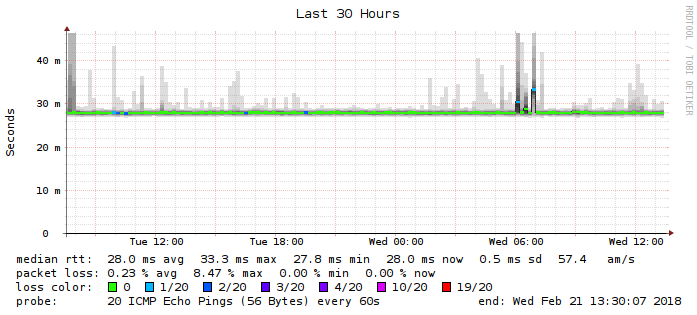 Last 30 Hours
RRDTOOL / TOBI OETIKER
Seconds
40 m
30 m
20 m
10 m
0
Tue 12:00 Tue 18:00 Wed 00:00 Wed 06:00 Wed 12:00
median rtt: 28.0 ms avg 33.3 ms max 27.8 ms min 28.0 ms now 0.5 ms sd 57.4 am/s
packet loss: 0.23 % avg 8.47 % max 0.00 % min 0.00 % now
loss color: 0 1/20 2/20 3/20 4/20 10/20 19/20
probe: 20 ICMP Echo Pings (56 Bytes) every 60s end: Wed Feb 21 13:30:07 2018